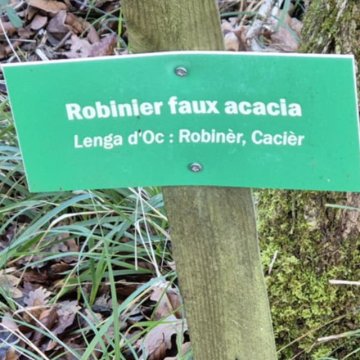 Robinier faux acacia
Lenga d'Oc : Robinèr, Cacièr